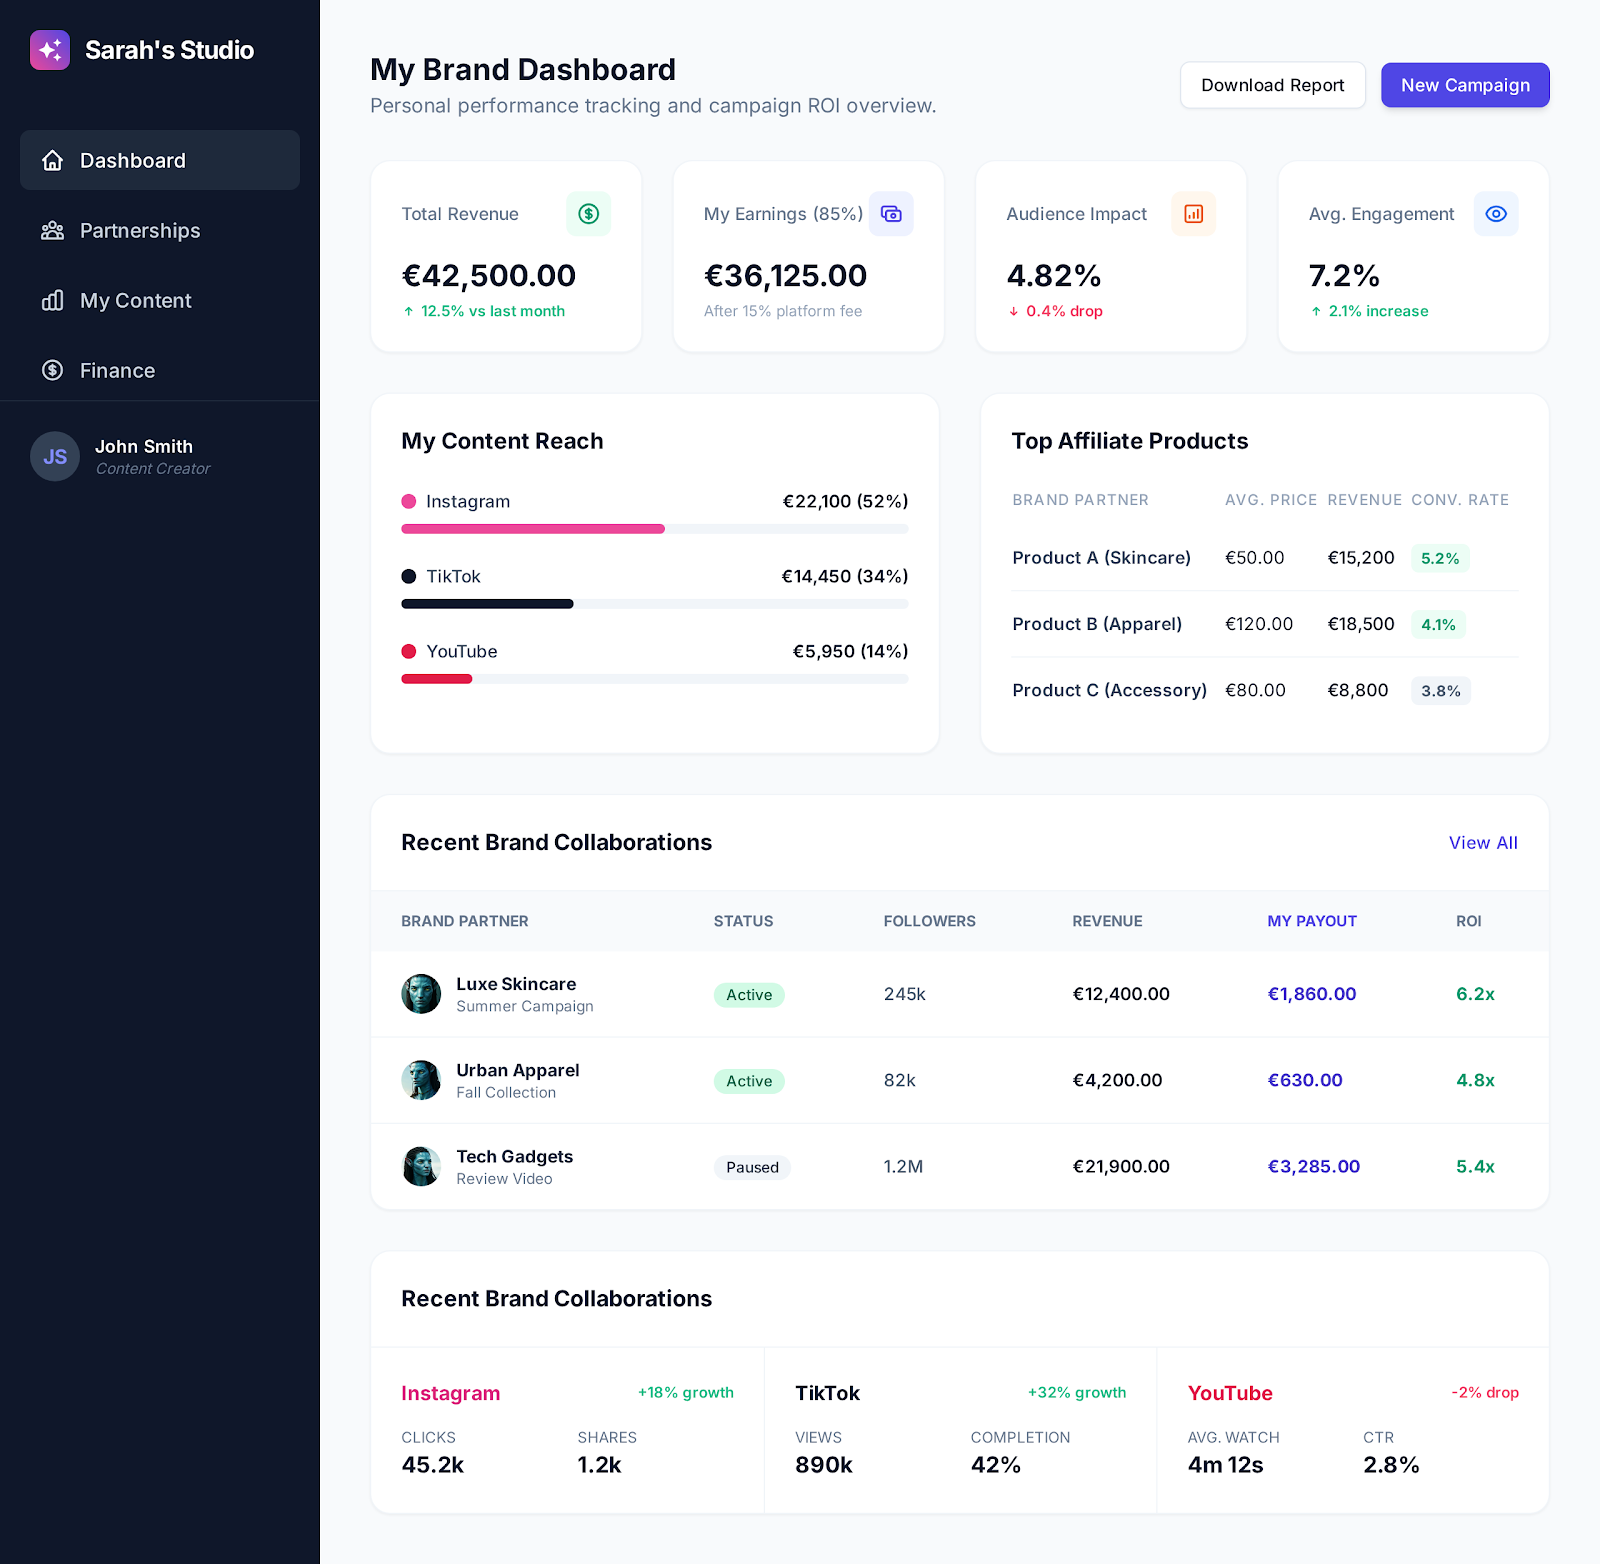 Sarah's Studio
Dashboard
Partnerships
My Content
Finance
JS
John Smith
Content Creator
My Brand Dashboard
Personal performance tracking and campaign ROI overview.
Download Report
New Campaign
Total Revenue
€42,500.00
↑ 12.5% vs last month
My Earnings (85%)
€36,125.00
After 15% platform fee
Audience Impact
4.82%
↓ 0.4% drop
Avg. Engagement
7.2%
↑ 2.1% increase
My Content Reach
Instagram €22,100 (52%)
TikTok €14,450 (34%)
YouTube €5,950 (14%)
Top Affiliate Products
BRAND PARTNER AVG. PRICE REVENUE CONV. RATE
Product A (Skincare) €50.00 €15,200 5.2%
Product B (Apparel) €120.00 €18,500 4.1%
Product C (Accessory) €80.00 €8,800 3.8%
Recent Brand Collaborations
View All
BRAND PARTNER STATUS FOLLOWERS REVENUE MY PAYOUT ROI
Luxe Skincare
Summer Campaign
Active 245k €12,400.00 €1,860.00 6.2x
Urban Apparel
Fall Collection
Active 82k €4,200.00 €630.00 4.8x
Tech Gadgets
Review Video
Paused 1.2M €21,900.00 €3,285.00 5.4x
Recent Brand Collaborations
Instagram +18% growth
CLICKS SHARES
45.2k 1.2k
TikTok +32% growth
VIEWS COMPLETION
890k 42%
YouTube -2% drop
AVG. WATCH CTR
4m 12s 2.8%